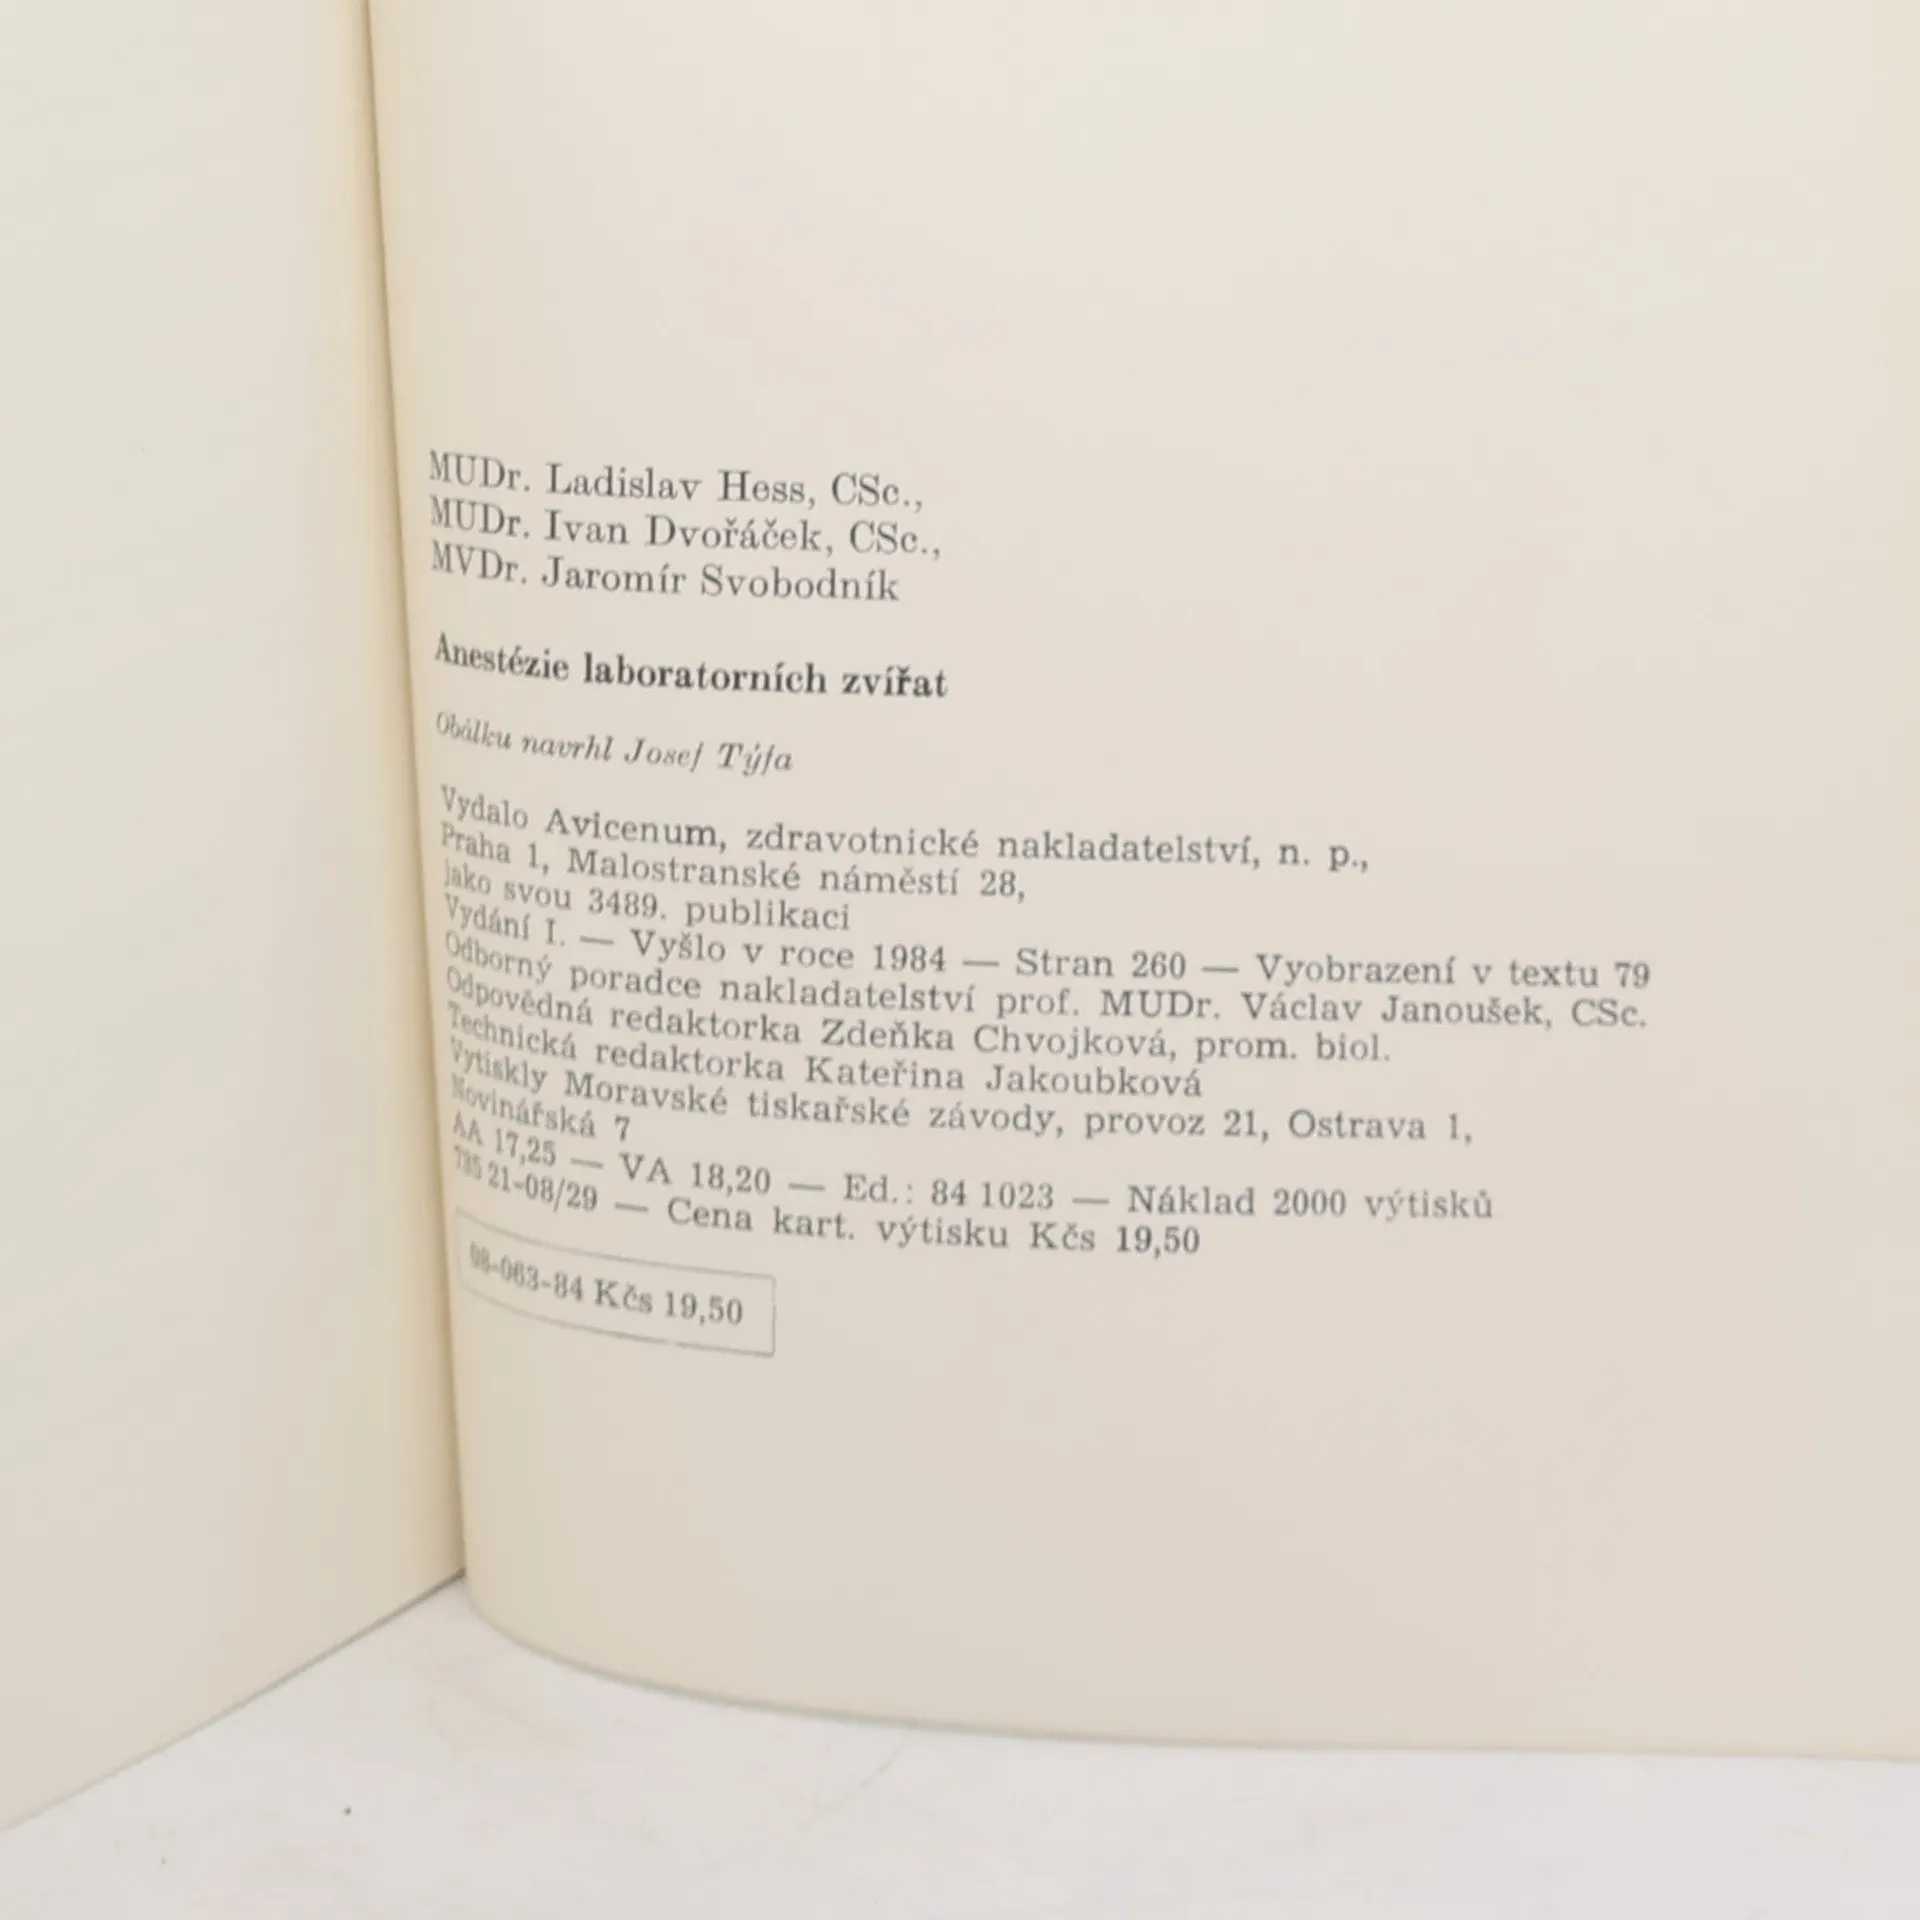 MUDr. Ladislav Hess, CSc.,
MUDr. Ivan Dvořáček, CSc.,
MVDr. Jaromír Svobodník
Anestézie laboratorních zvířat
Obálku navrhl Josef Týfa
Vydalo Avicenum, zdravotnické nakladatelství, n. p.,
Praha 1, Malostranské náměstí 28,
jako svou 3489. publikaci
Vydání I. — Vyšlo v roce 1984 — Stran 260 — Vyobrazení v textu 79
Odborný poradce nakladatelství prof. MUDr. Václav Janoušek, CSc.
Odpovědná redaktorka Zdeňka Chvojková, prom. biol.
Technická redaktorka Kateřina Jakoubková
Vytiskly Moravské tiskařské závody, provoz 21, Ostrava 1,
Novinářská 7
AA 17,25 — VA 18,20 — Ed.: 84 1023 — Náklad 2000 výtisků
735 21-08/29 — Cena kart. výtisku Kčs 19,50
08-063-84 Kčs 19,50